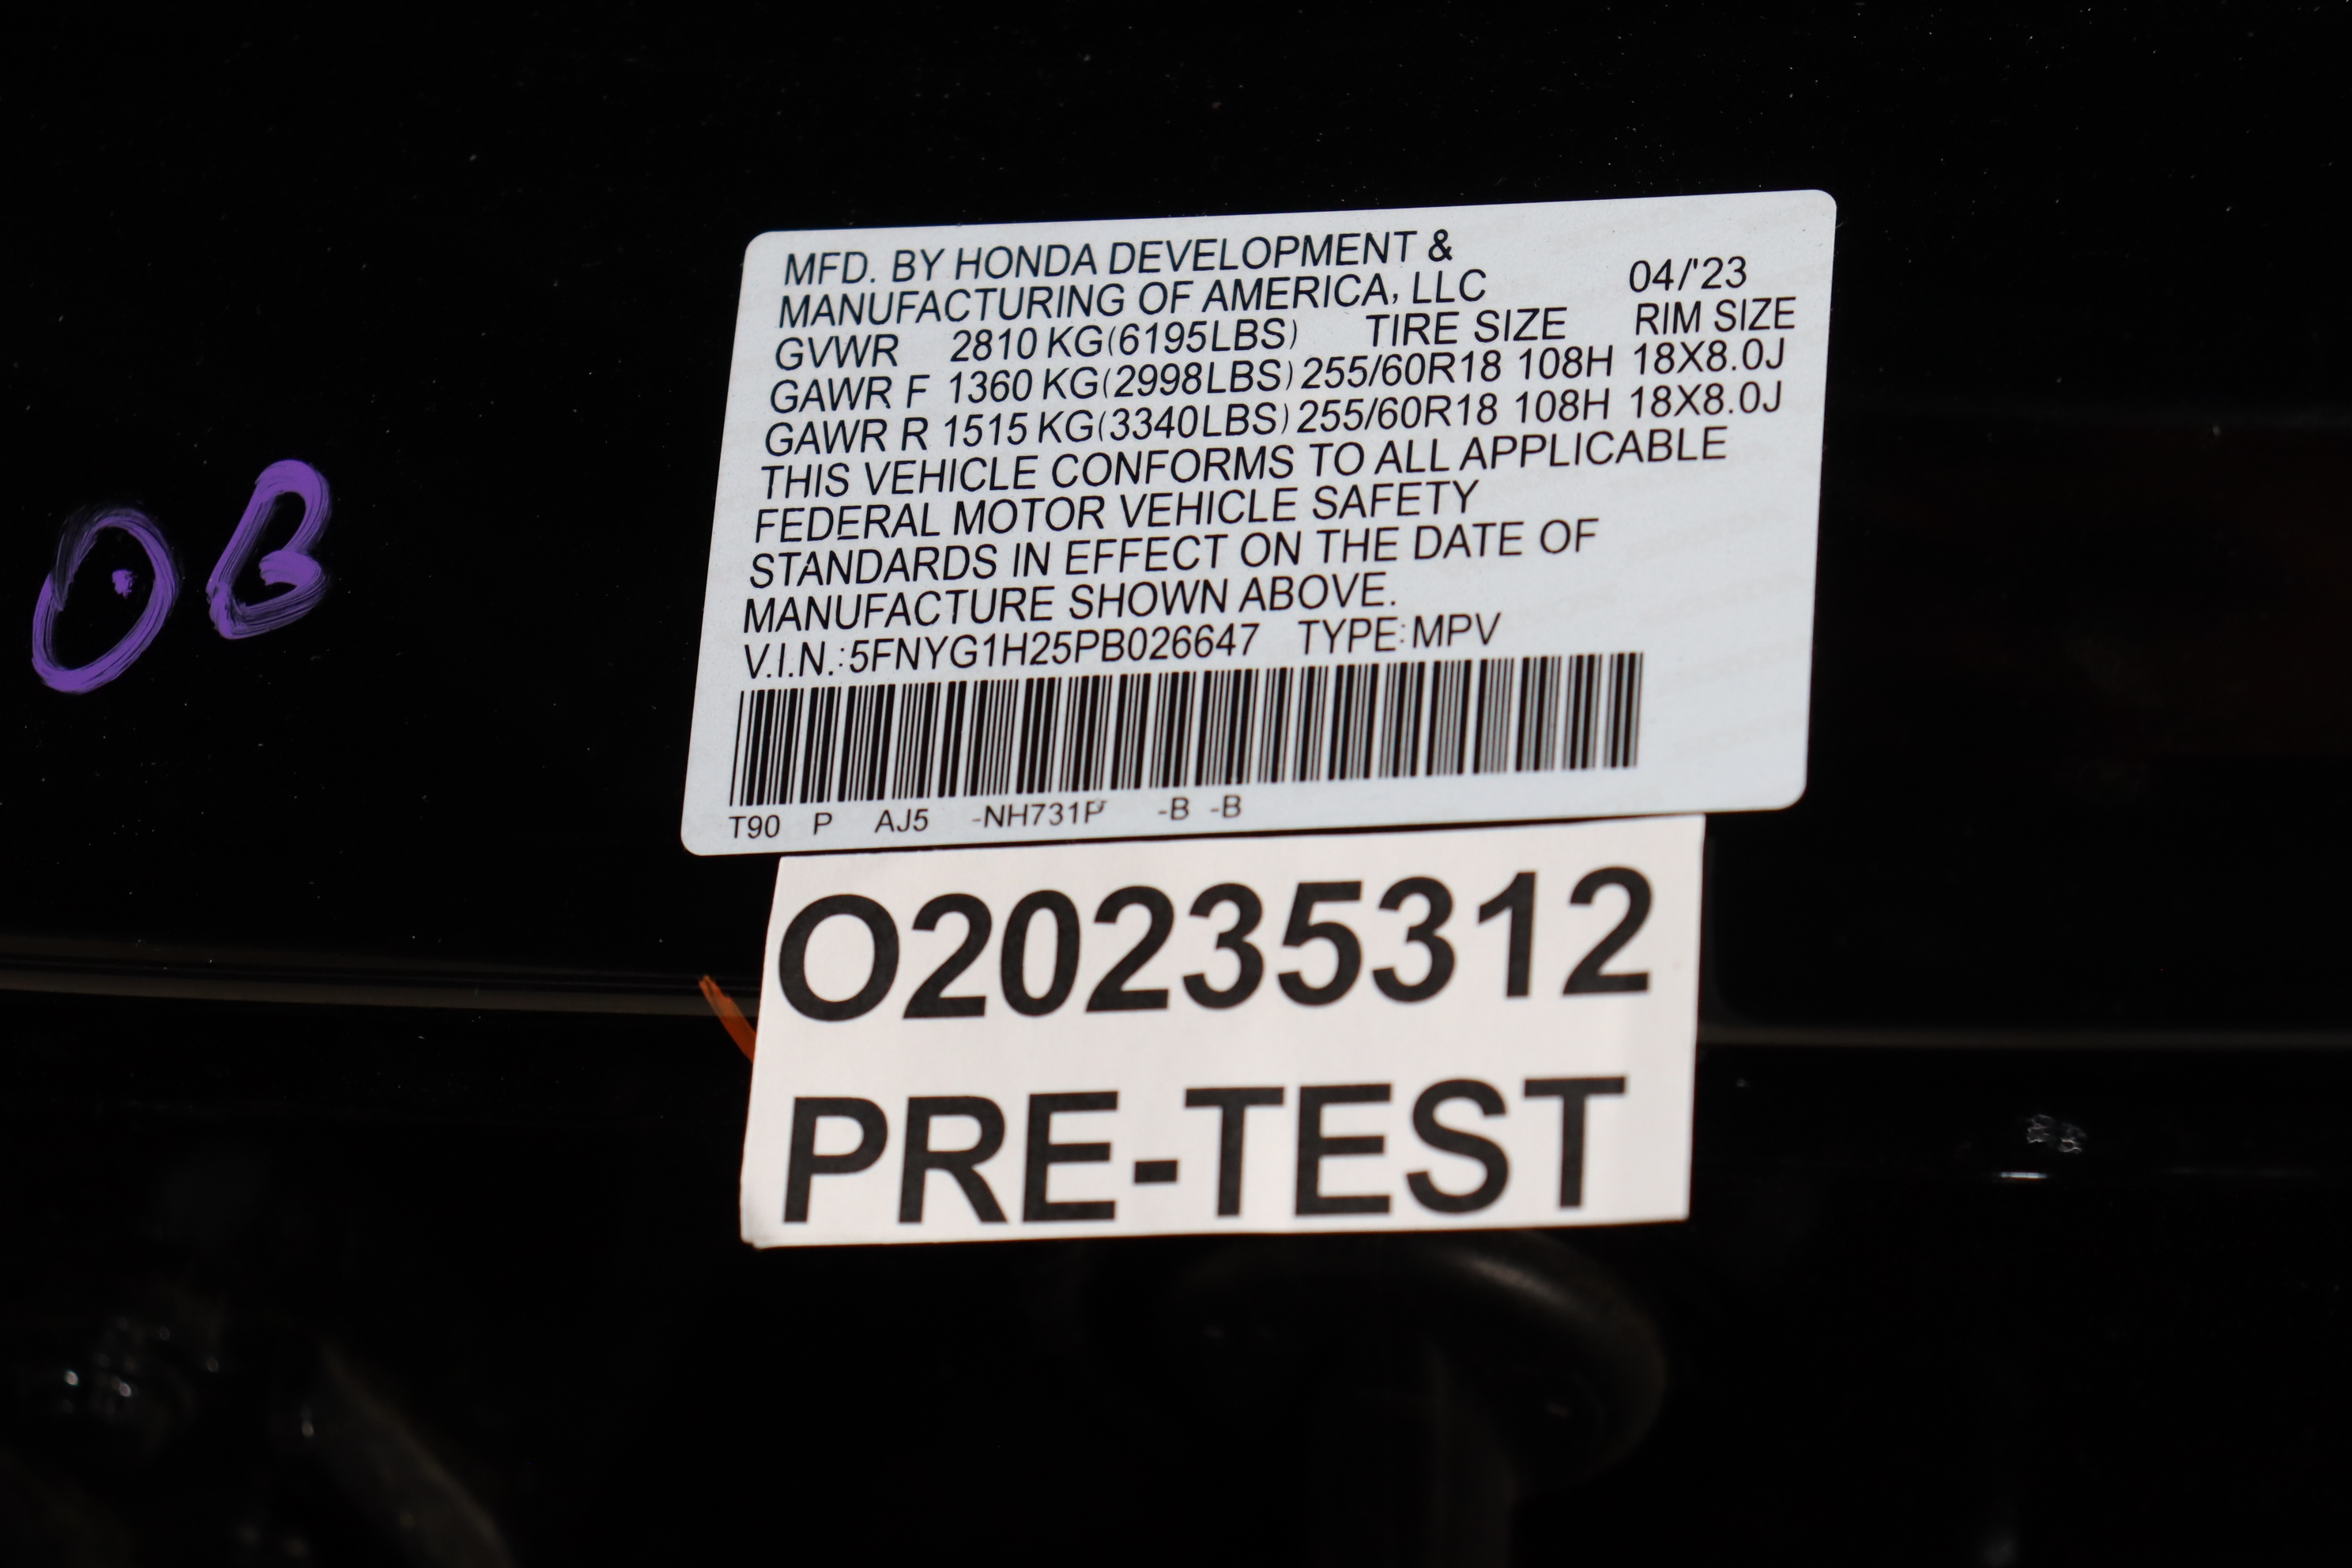 MFD. BY HONDA DEVELOPMENT &
MANUFACTURING OF AMERICA, LLC 04/'23
GVWR 2810 KG(6195LBS) TIRE SIZE RIM SIZE
GAWR F 1360 KG(2998LBS) 255/60R18 108H 18X8.0J
GAWR R 1515 KG(3340LBS) 255/60R18 108H 18X8.0J
THIS VEHICLE CONFORMS TO ALL APPLICABLE
FEDERAL MOTOR VEHICLE SAFETY
STANDARDS IN EFFECT ON THE DATE OF
MANUFACTURE SHOWN ABOVE.
V.I.N.:5FNYG1H25PB026647 TYPE:MPV
T90 P AJ5 -NH731P -B -B
O20235312
PRE-TEST
OB